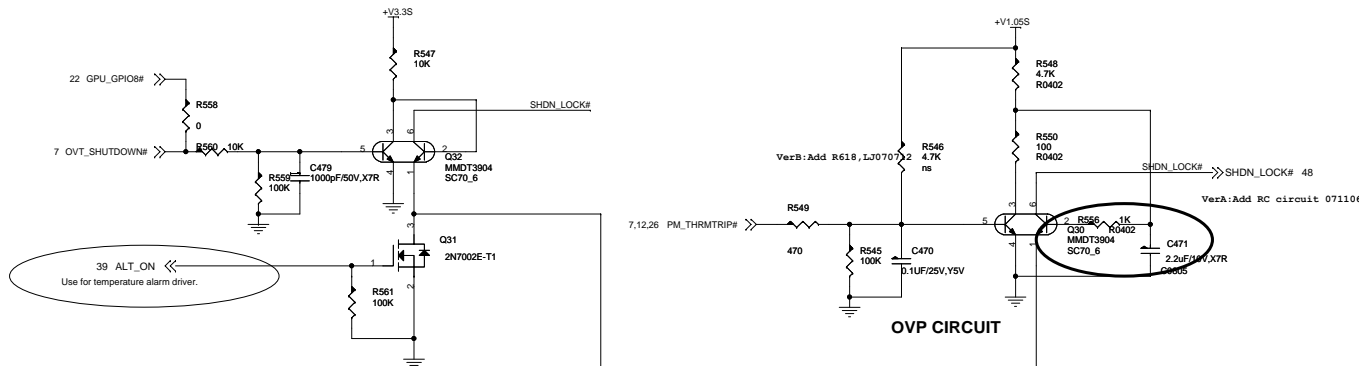 +V3.3S
R547
10K
22 GPU_GPIO8#
R558
0
SHDN_LOCK#
3
6
7 OVT_SHUTDOWN#
R560 10K
5
2
Q32
MMDT3904
SC70_6
C479
1000pF/50V,X7R
R559
100K
4
1
3
Q31
2N7002E-T1
39 ALT_ON
1
Use for temperature alarm driver.
2
R561
100K
+V1.05S
R548
4.7K
R0402
R546
4.7K
ns
VerB:Add R618,LJ070712
R550
100
R0402
SHDN_LOCK#
SHDN_LOCK# 48
VerA:Add RC circuit 071106
3
6
7,12,26 PM_THRMTRIP#
R549
470
5
2
R556 1K
R0402
Q30
MMDT3904
SC70_6
4
1
R545
100K
C470
0.1UF/25V,Y5V
C471
2.2uF/10V,X7R
C0805
OVP CIRCUIT